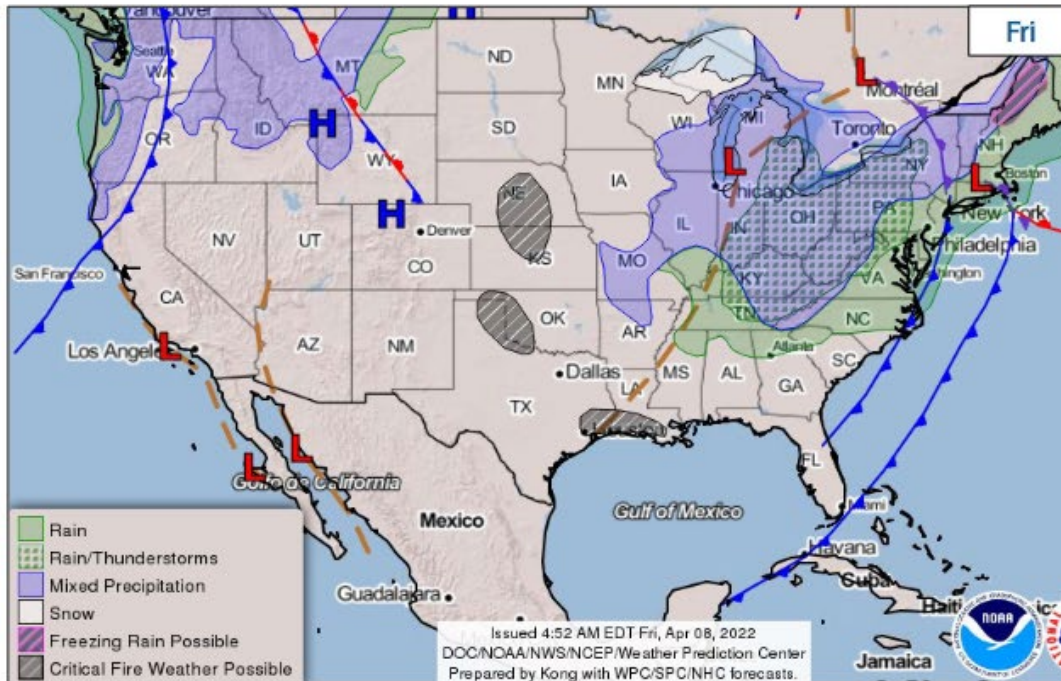 Fri
Vancouver
Seattle
WA
MT
ND
MN
Montréal
OR
ID
H
SD
WI
MI
Toronto
NH
L
WY
L
Boston
L
NY
H
NE
IA
Chicago
New York
NV
UT
Denver
IL
IN
OH
PA
Philadelphia
San Francisco
CO
KS
MO
KY
VA
Washington
CA
TN
NC
Los Angeles
L
AZ
NM
OK
AR
Atlanta
SC
Dallas
MS
AL
GA
TX
LA
L
L
Golfo de California
FL
Mexico
Gulf of Mexico
Miami
Havana
Cuba
Guadalajara
Jamaica
Rain
Rain/Thunderstorms
Mixed Precipitation
Snow
Freezing Rain Possible
Critical Fire Weather Possible
Issued 4:52 AM EDT Fri, Apr 08, 2022
DOC/NOAA/NWS/NCEP/Weather Prediction Center
Prepared by Kong with WPC/SPC/NHC forecasts.
NOAA